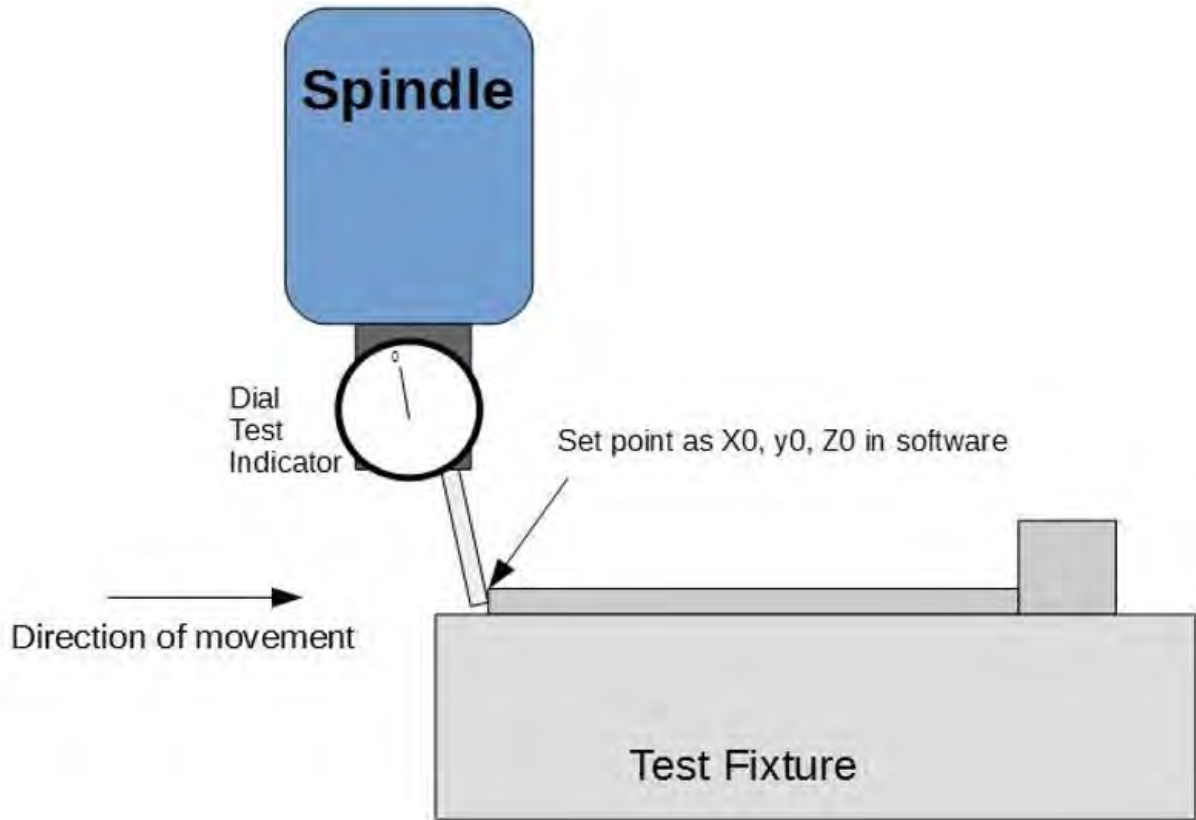 Spindle
0
Dial
Test
Indicator
Set point as X0, y0, Z0 in software
Direction of movement
Test Fixture